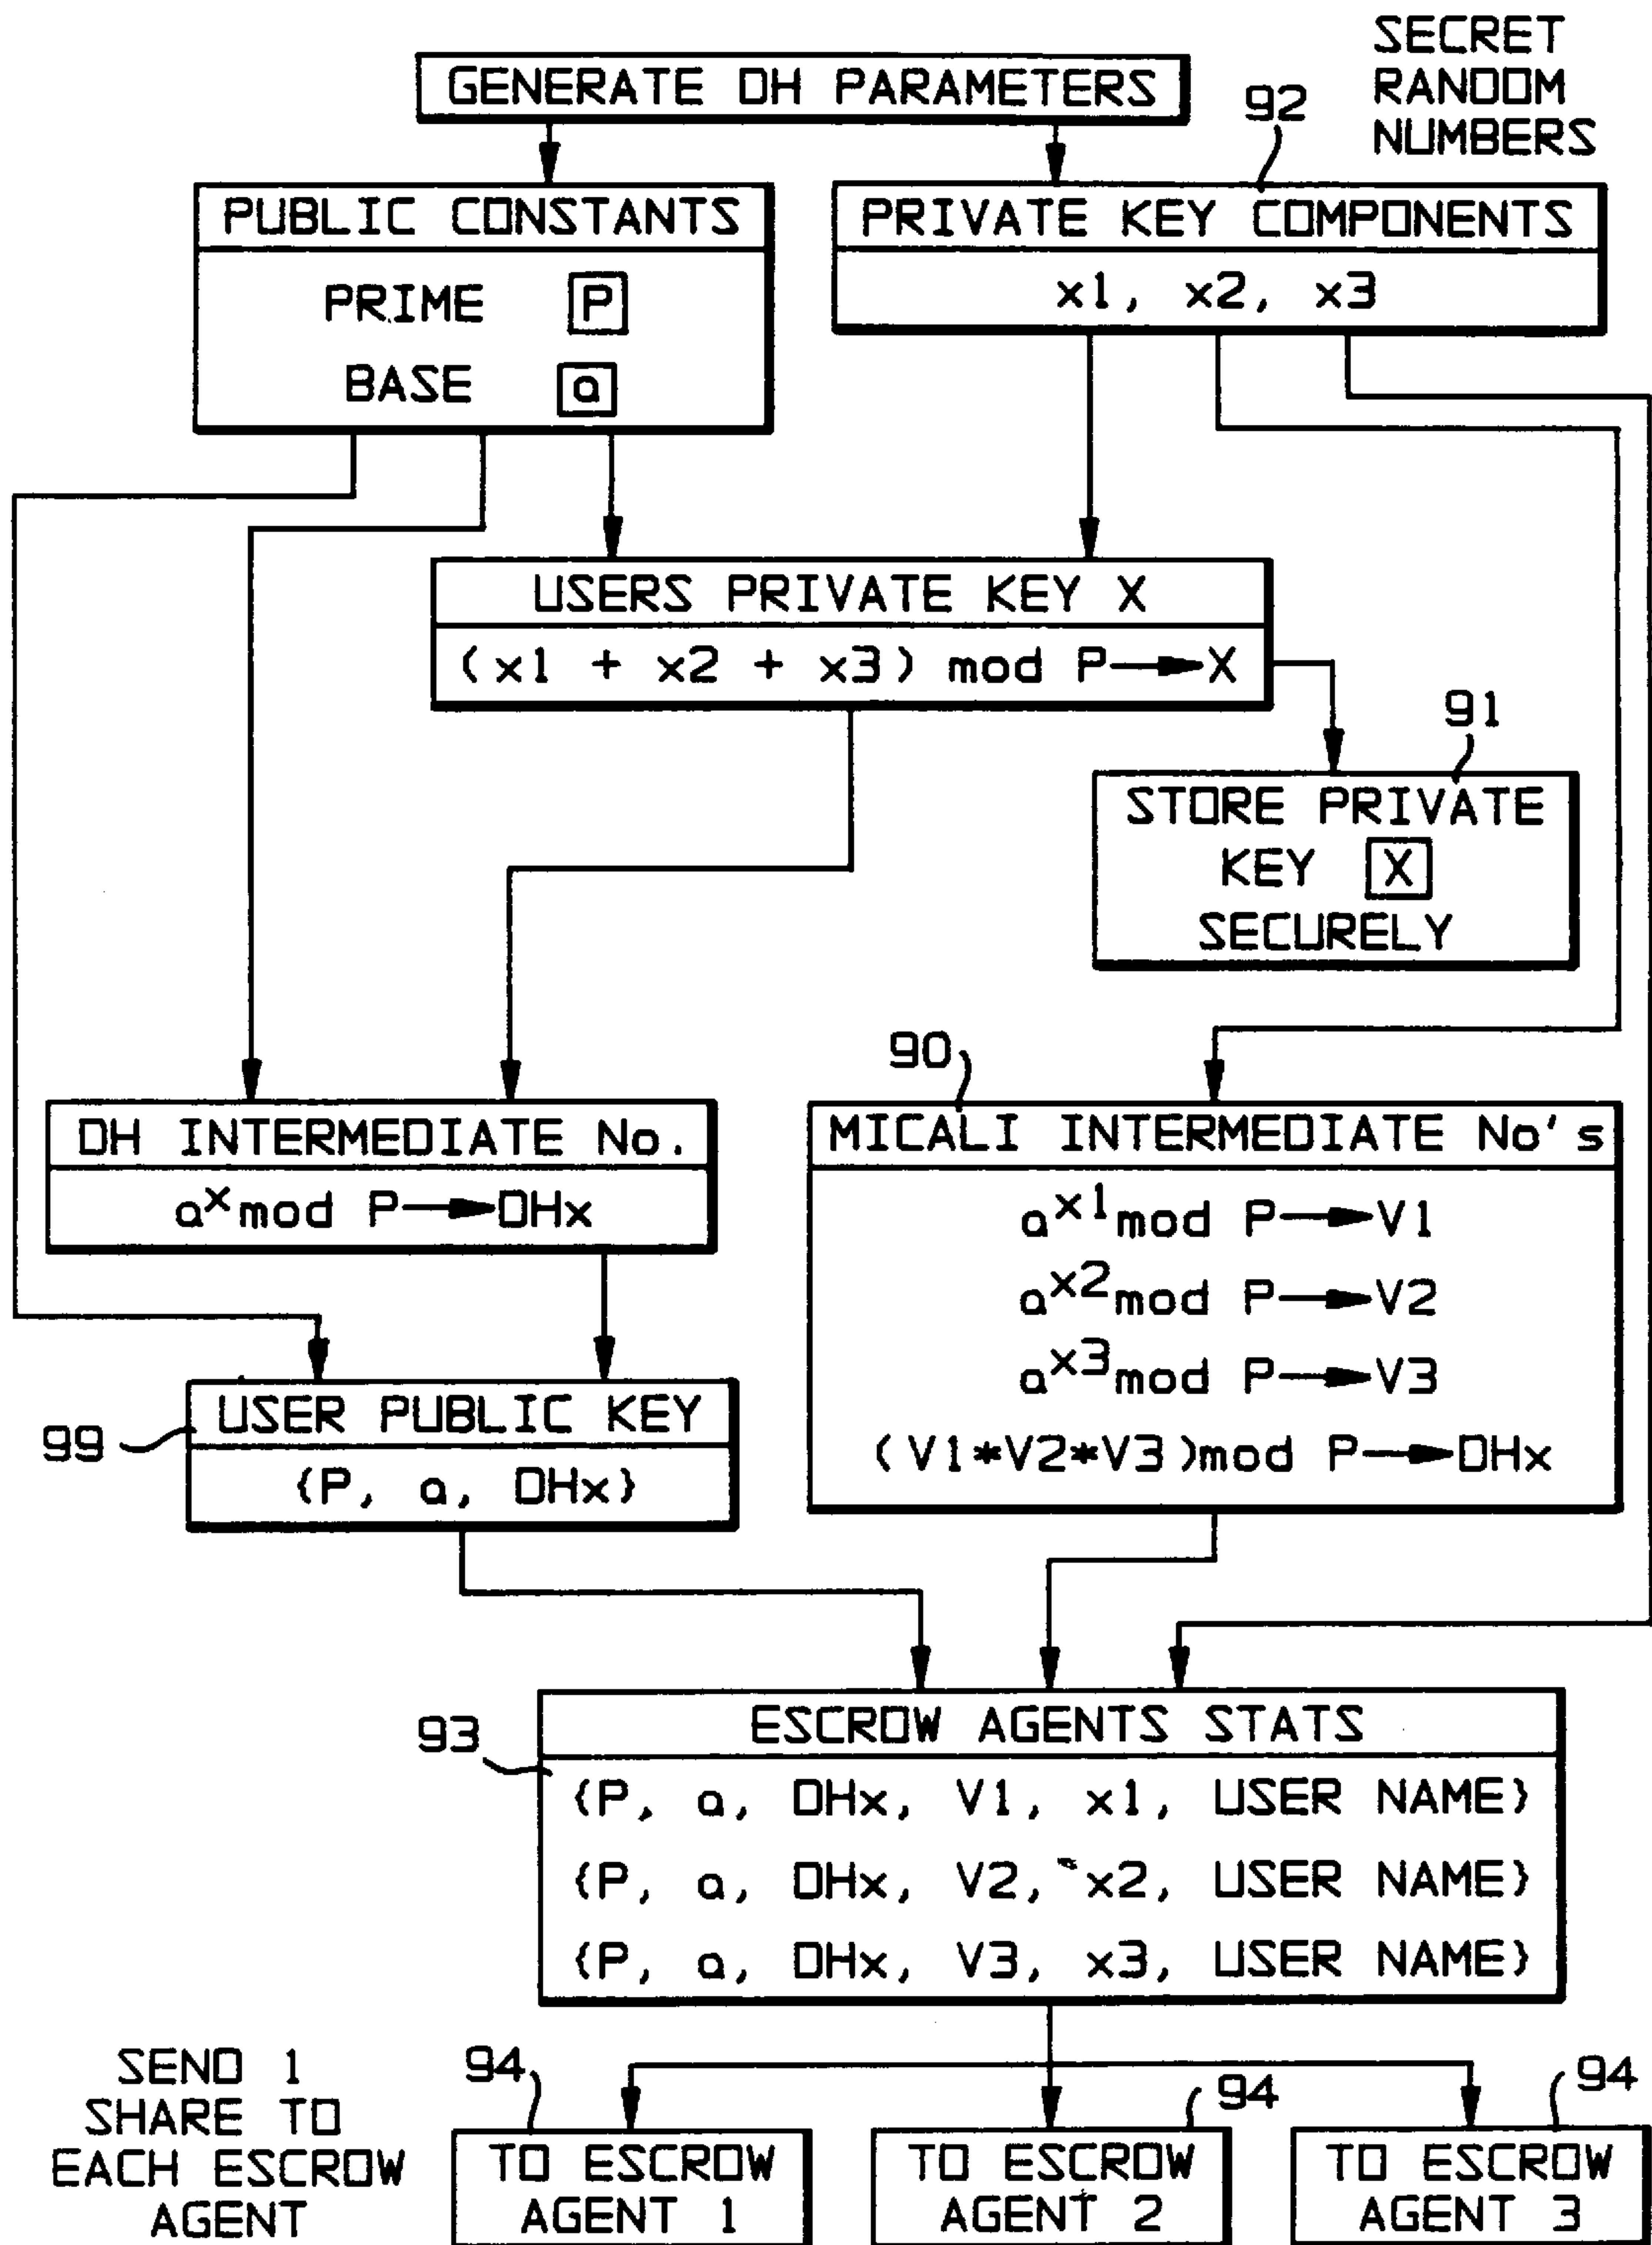 SECRET
RANDOM
NUMBERS
GENERATE DH PARAMETERS
92
PUBLIC CONSTANTS
PRIME P
BASE a
PRIVATE KEY COMPONENTS
x1, x2, x3
USERS PRIVATE KEY X
(x1 + x2 + x3) mod P→X
91
STORE PRIVATE
KEY X
SECURELY
90
DH INTERMEDIATE No.
a^x mod P→DHx
MICALI INTERMEDIATE No's
a^x1 mod P→V1
a^x2 mod P→V2
a^x3 mod P→V3
(V1*V2*V3)mod P→DHx
99
USER PUBLIC KEY
{P, a, DHx}
93
ESCROW AGENTS STATS
{P, a, DHx, V1, x1, USER NAME}
{P, a, DHx, V2, x2, USER NAME}
{P, a, DHx, V3, x3, USER NAME}
SEND 1
SHARE TO
EACH ESCROW
AGENT
94
TO ESCROW
AGENT 1
94
TO ESCROW
AGENT 2
94
TO ESCROW
AGENT 3